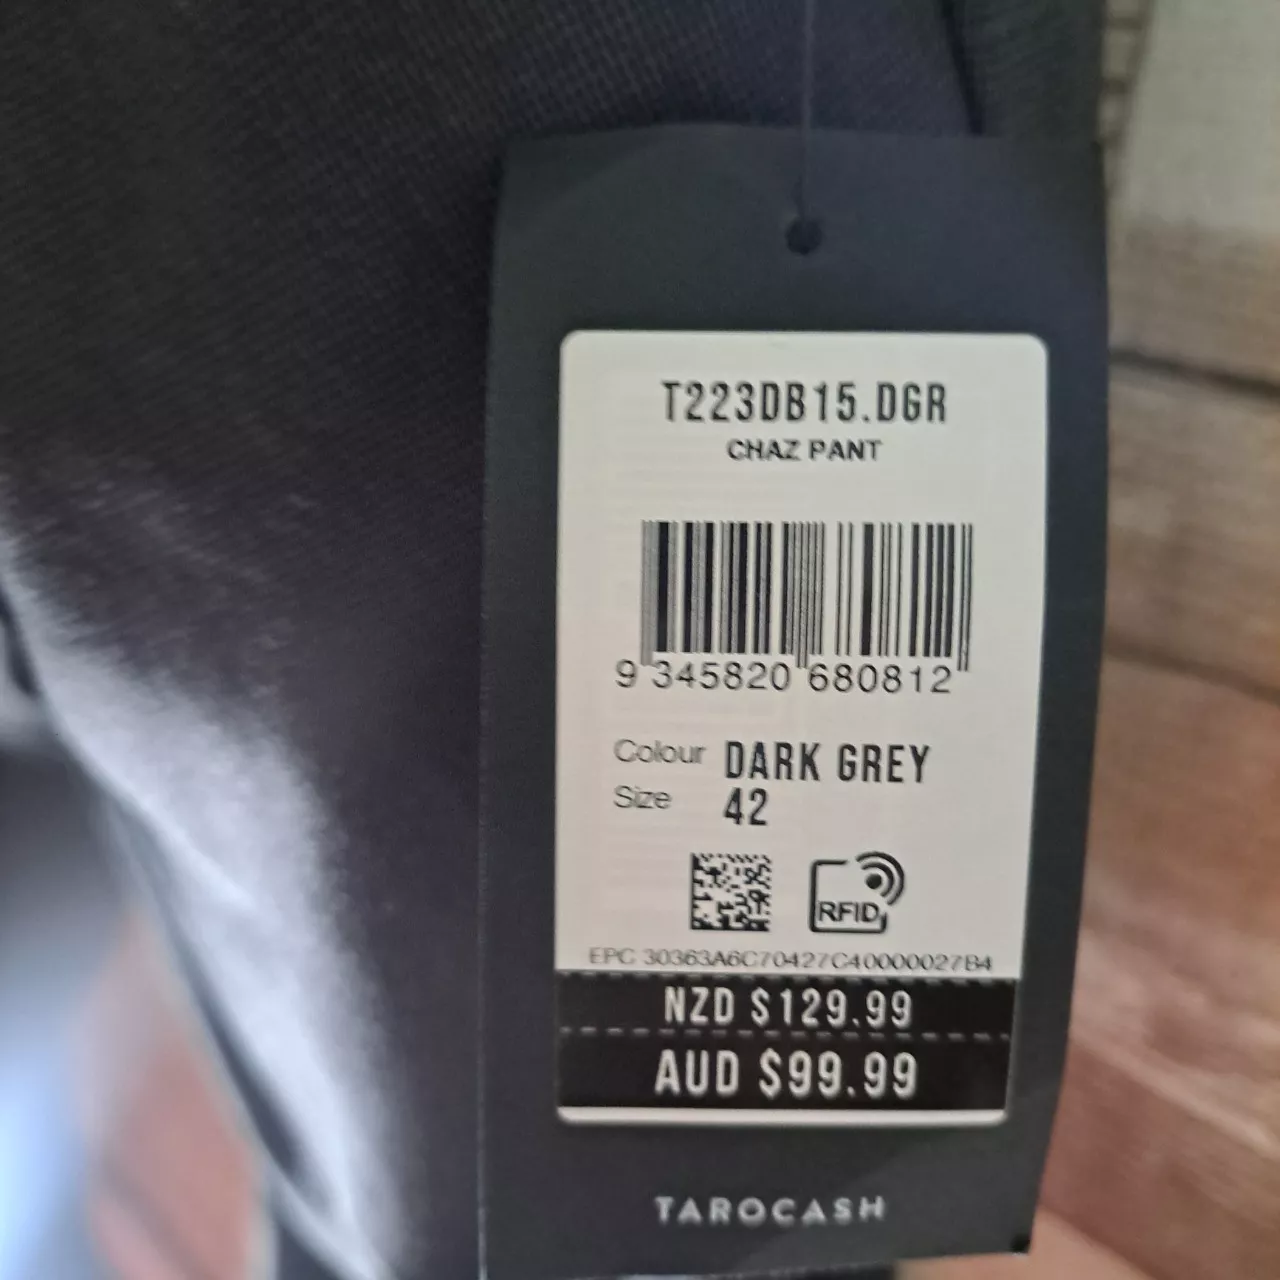 T223DB15.DGR
CHAZ PANT
9 345820 680812
Colour DARK GREY
Size 42
RFID
EPC 30363A6C70427C40000027B4
NZD $129.99
AUD $99.99
TAROCASH